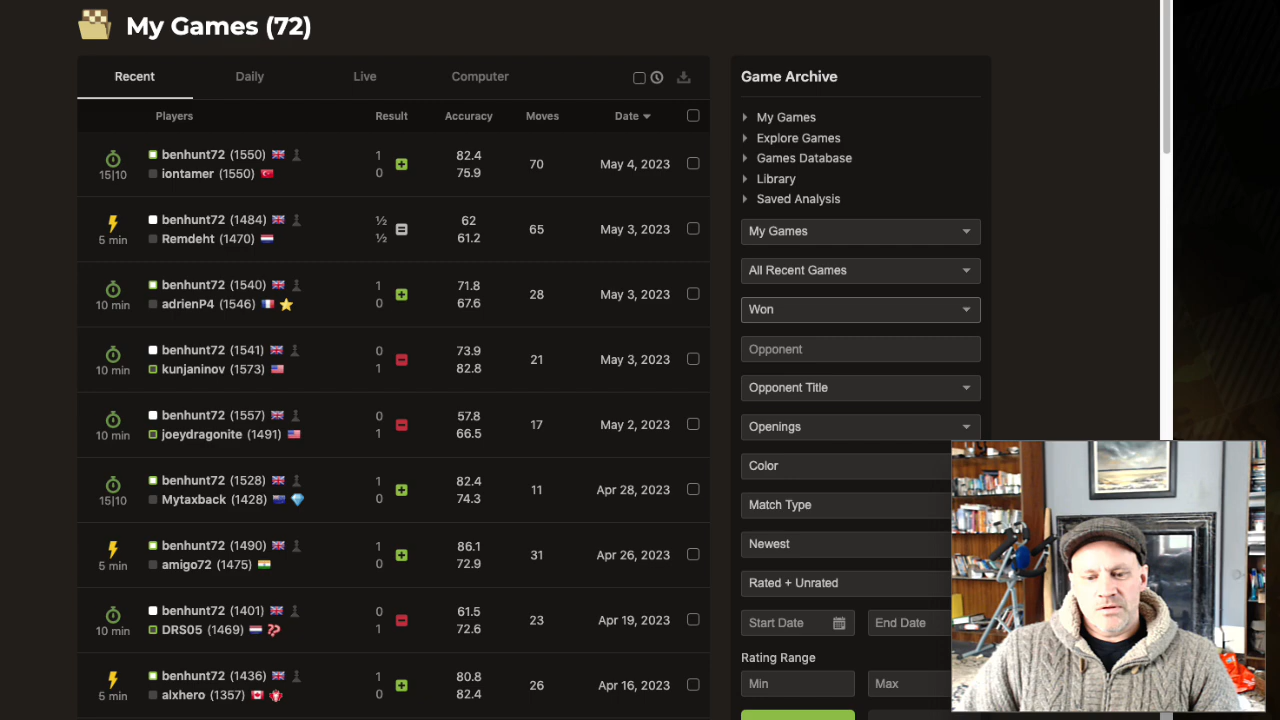 My Games (72)
Recent Daily Live Computer
Players Result Accuracy Moves Date
benhunt72 (1550) 1 82.4
15|10 iontamer (1550) 0 75.9 70 May 4, 2023
benhunt72 (1484) ½ 62
5 min Remdeht (1470) ½ 61.2 65 May 3, 2023
benhunt72 (1540) 1 71.8
10 min adrienP4 (1546) 0 67.6 28 May 3, 2023
benhunt72 (1541) 0 73.9
10 min kunjaninov (1573) 1 82.8 21 May 3, 2023
benhunt72 (1557) 0 57.8
10 min joeydragonite (1491) 1 66.5 17 May 2, 2023
benhunt72 (1528) 1 82.4
15|10 Mytaxback (1428) 0 74.3 11 Apr 28, 2023
benhunt72 (1490) 1 86.1
5 min amigo72 (1475) 0 72.9 31 Apr 26, 2023
benhunt72 (1401) 0 61.5
10 min DRS05 (1469) 1 72.6 23 Apr 19, 2023
benhunt72 (1436) 1 80.8
5 min alxhero (1357) 0 82.4 26 Apr 16, 2023
Game Archive
My Games
Explore Games
Games Database
Library
Saved Analysis
My Games
All Recent Games
Won
Opponent
Opponent Title
Openings
Color
Match Type
Newest
Rated + Unrated
Start Date End Date
Rating Range
Min Max